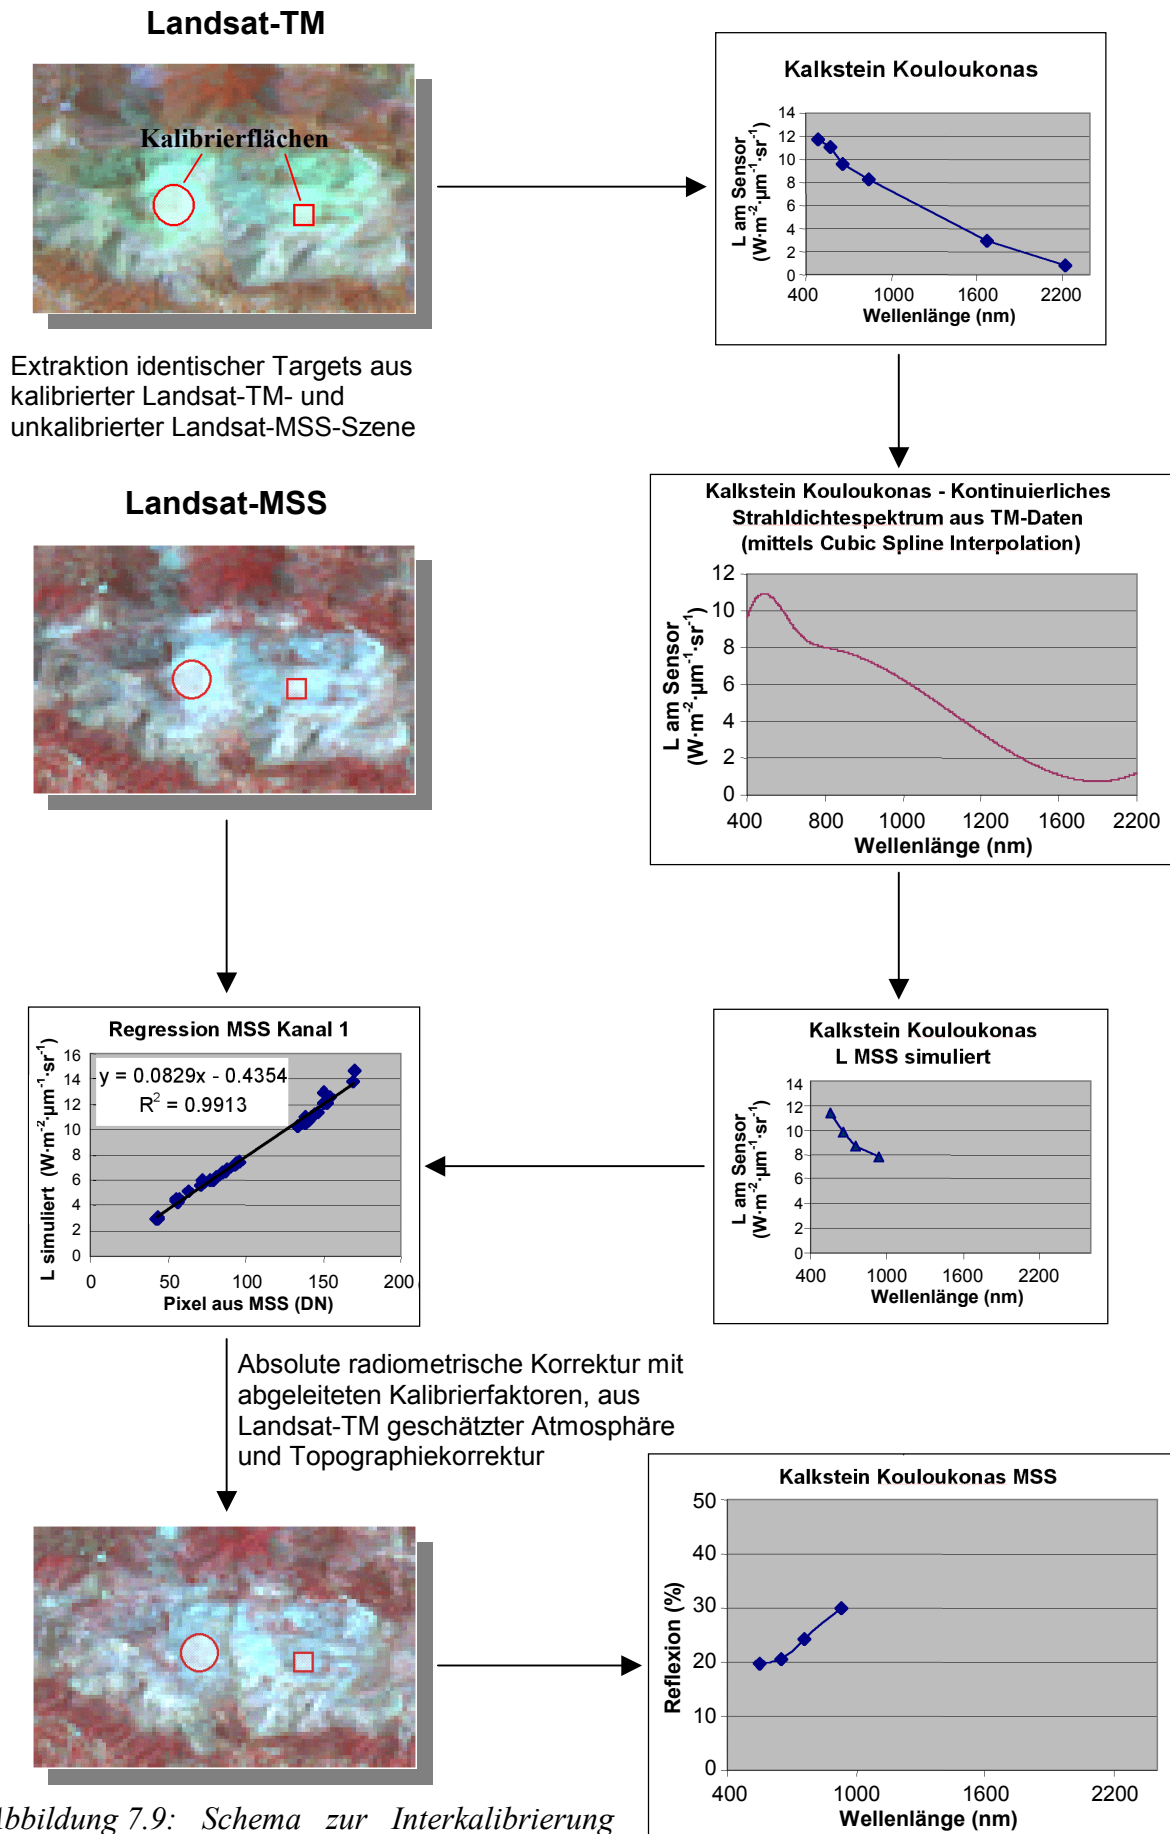 Landsat-TM
Kalibrierflächen
Kalkstein Kouloukonas
L am Sensor
(W·m⁻²·µm⁻¹·sr⁻¹)
14
12
10
8
6
4
2
0
400 1000 1600 2200
Wellenlänge (nm)
Extraktion identischer Targets aus
kalibrierter Landsat-TM- und
unkalibrierter Landsat-MSS-Szene
Landsat-MSS
Kalkstein Kouloukonas - Kontinuierliches
Strahldichtespektrum aus TM-Daten
(mittels Cubic Spline Interpolation)
L am Sensor
(W·m⁻²·µm⁻¹·sr⁻¹)
12
10
8
6
4
2
0
400 800 1000 1200 1600 2200
Wellenlänge (nm)
Regression MSS Kanal 1
L simuliert (W·m⁻²·µm⁻¹·sr⁻¹)
16
14
12
10
8
6
4
2
0
y = 0.0829x - 0.4354
R² = 0.9913
0 50 100 150 200
Pixel aus MSS (DN)
Kalkstein Kouloukonas
L MSS simuliert
L am Sensor
(W·m⁻²·µm⁻¹·sr⁻¹)
14
12
10
8
6
4
2
0
400 1000 1600 2200
Wellenlänge (nm)
Absolute radiometrische Korrektur mit
abgeleiteten Kalibrierfaktoren, aus
Landsat-TM geschätzter Atmosphäre
und Topographiekorrektur
Kalkstein Kouloukonas MSS
Reflexion (%)
50
40
30
20
10
0
400 1000 1600 2200
Wellenlänge (nm)
Abbildung 7.9: Schema zur Interkalibrierung